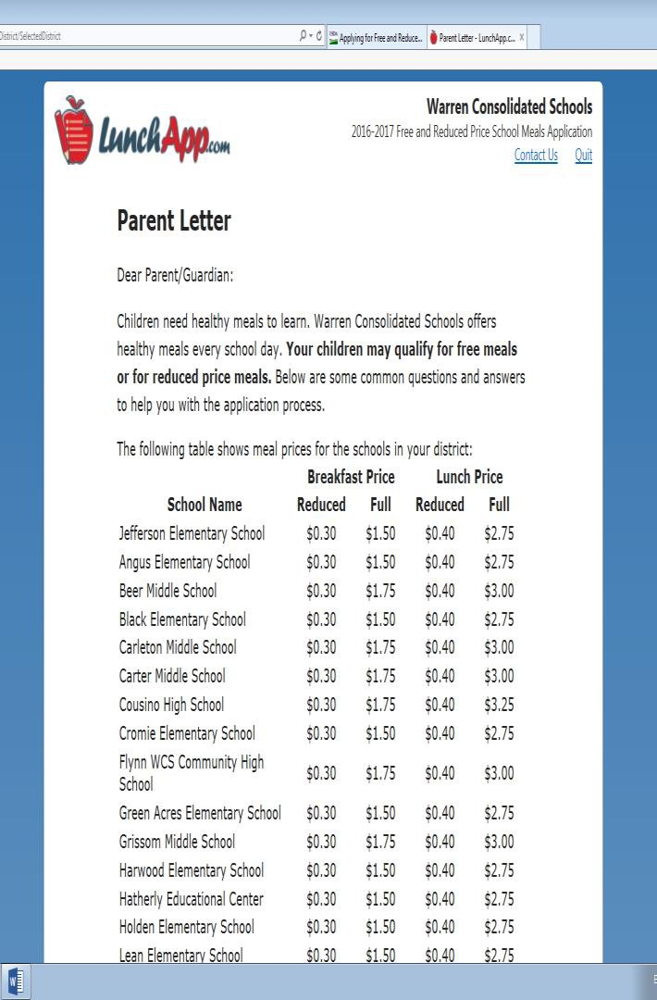 District/SelectedDistrict
Applying for Free and Reduce...
Parent Letter - LunchApp.c... x
LunchApp.com
Warren Consolidated Schools
2016-2017 Free and Reduced Price School Meals Application
Contact Us Quit
Parent Letter
Dear Parent/Guardian:
Children need healthy meals to learn. Warren Consolidated Schools offers
healthy meals every school day. Your children may qualify for free meals
or for reduced price meals. Below are some common questions and answers
to help you with the application process.
The following table shows meal prices for the schools in your district:
Breakfast Price Lunch Price
School Name Reduced Full Reduced Full
Jefferson Elementary School $0.30 $1.50 $0.40 $2.75
Angus Elementary School $0.30 $1.50 $0.40 $2.75
Beer Middle School $0.30 $1.75 $0.40 $3.00
Black Elementary School $0.30 $1.50 $0.40 $2.75
Carleton Middle School $0.30 $1.75 $0.40 $3.00
Carter Middle School $0.30 $1.75 $0.40 $3.00
Cousino High School $0.30 $1.75 $0.40 $3.25
Cromie Elementary School $0.30 $1.50 $0.40 $2.75
Flynn WCS Community High
School $0.30 $1.75 $0.40 $3.00
Green Acres Elementary School $0.30 $1.50 $0.40 $2.75
Grissom Middle School $0.30 $1.75 $0.40 $3.00
Harwood Elementary School $0.30 $1.50 $0.40 $2.75
Hatherly Educational Center $0.30 $1.50 $0.40 $2.75
Holden Elementary School $0.30 $1.50 $0.40 $2.75
Lean Elementary School $0.30 $1.50 $0.40 $2.75
W